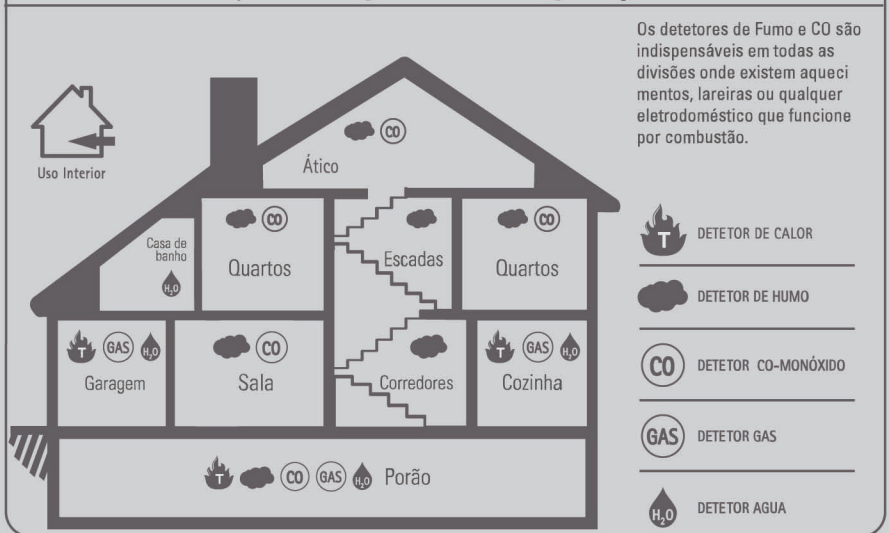 Os detetores de Fumo e CO são
indispensáveis em todas as
divisões onde existem aqueci
mentos, lareiras ou qualquer
eletrodoméstico que funcione
por combustão.
Uso Interior
CO
Ático
Casa de
banho
H₂O
CO
Quartos
Escadas
CO
Quartos
T GAS H₂O
Garagem
CO
Sala
Corredores
T GAS H₂O
Cozinha
T CO GAS H₂O Porão
T DETETOR DE CALOR
DETETOR DE HUMO
CO DETETOR CO-MONÓXIDO
GAS DETETOR GAS
H₂O DETETOR AGUA